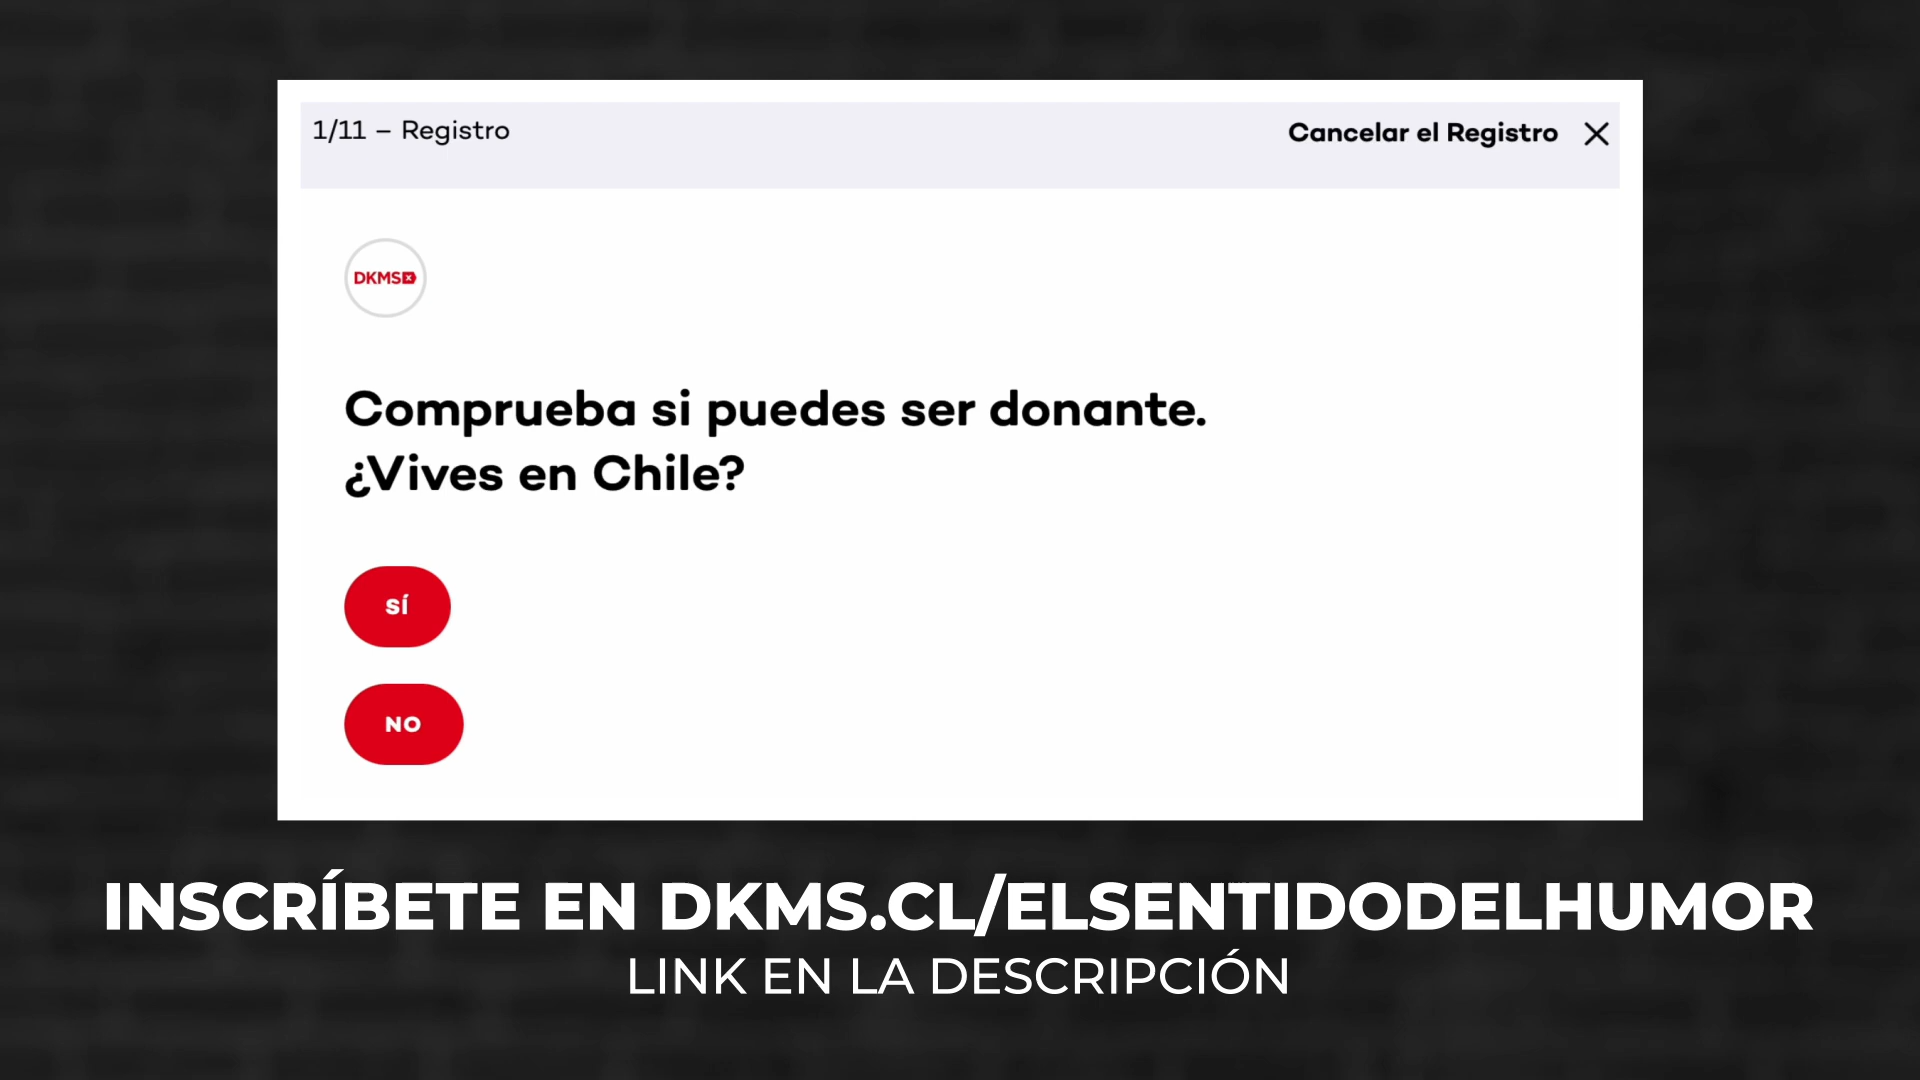 1/11 – Registro
Cancelar el Registro
DKMS
Comprueba si puedes ser donante.
¿Vives en Chile?
SÍ
NO
INSCRÍBETE EN DKMS.CL/ELSENTIDODELHUMOR
LINK EN LA DESCRIPCIÓN